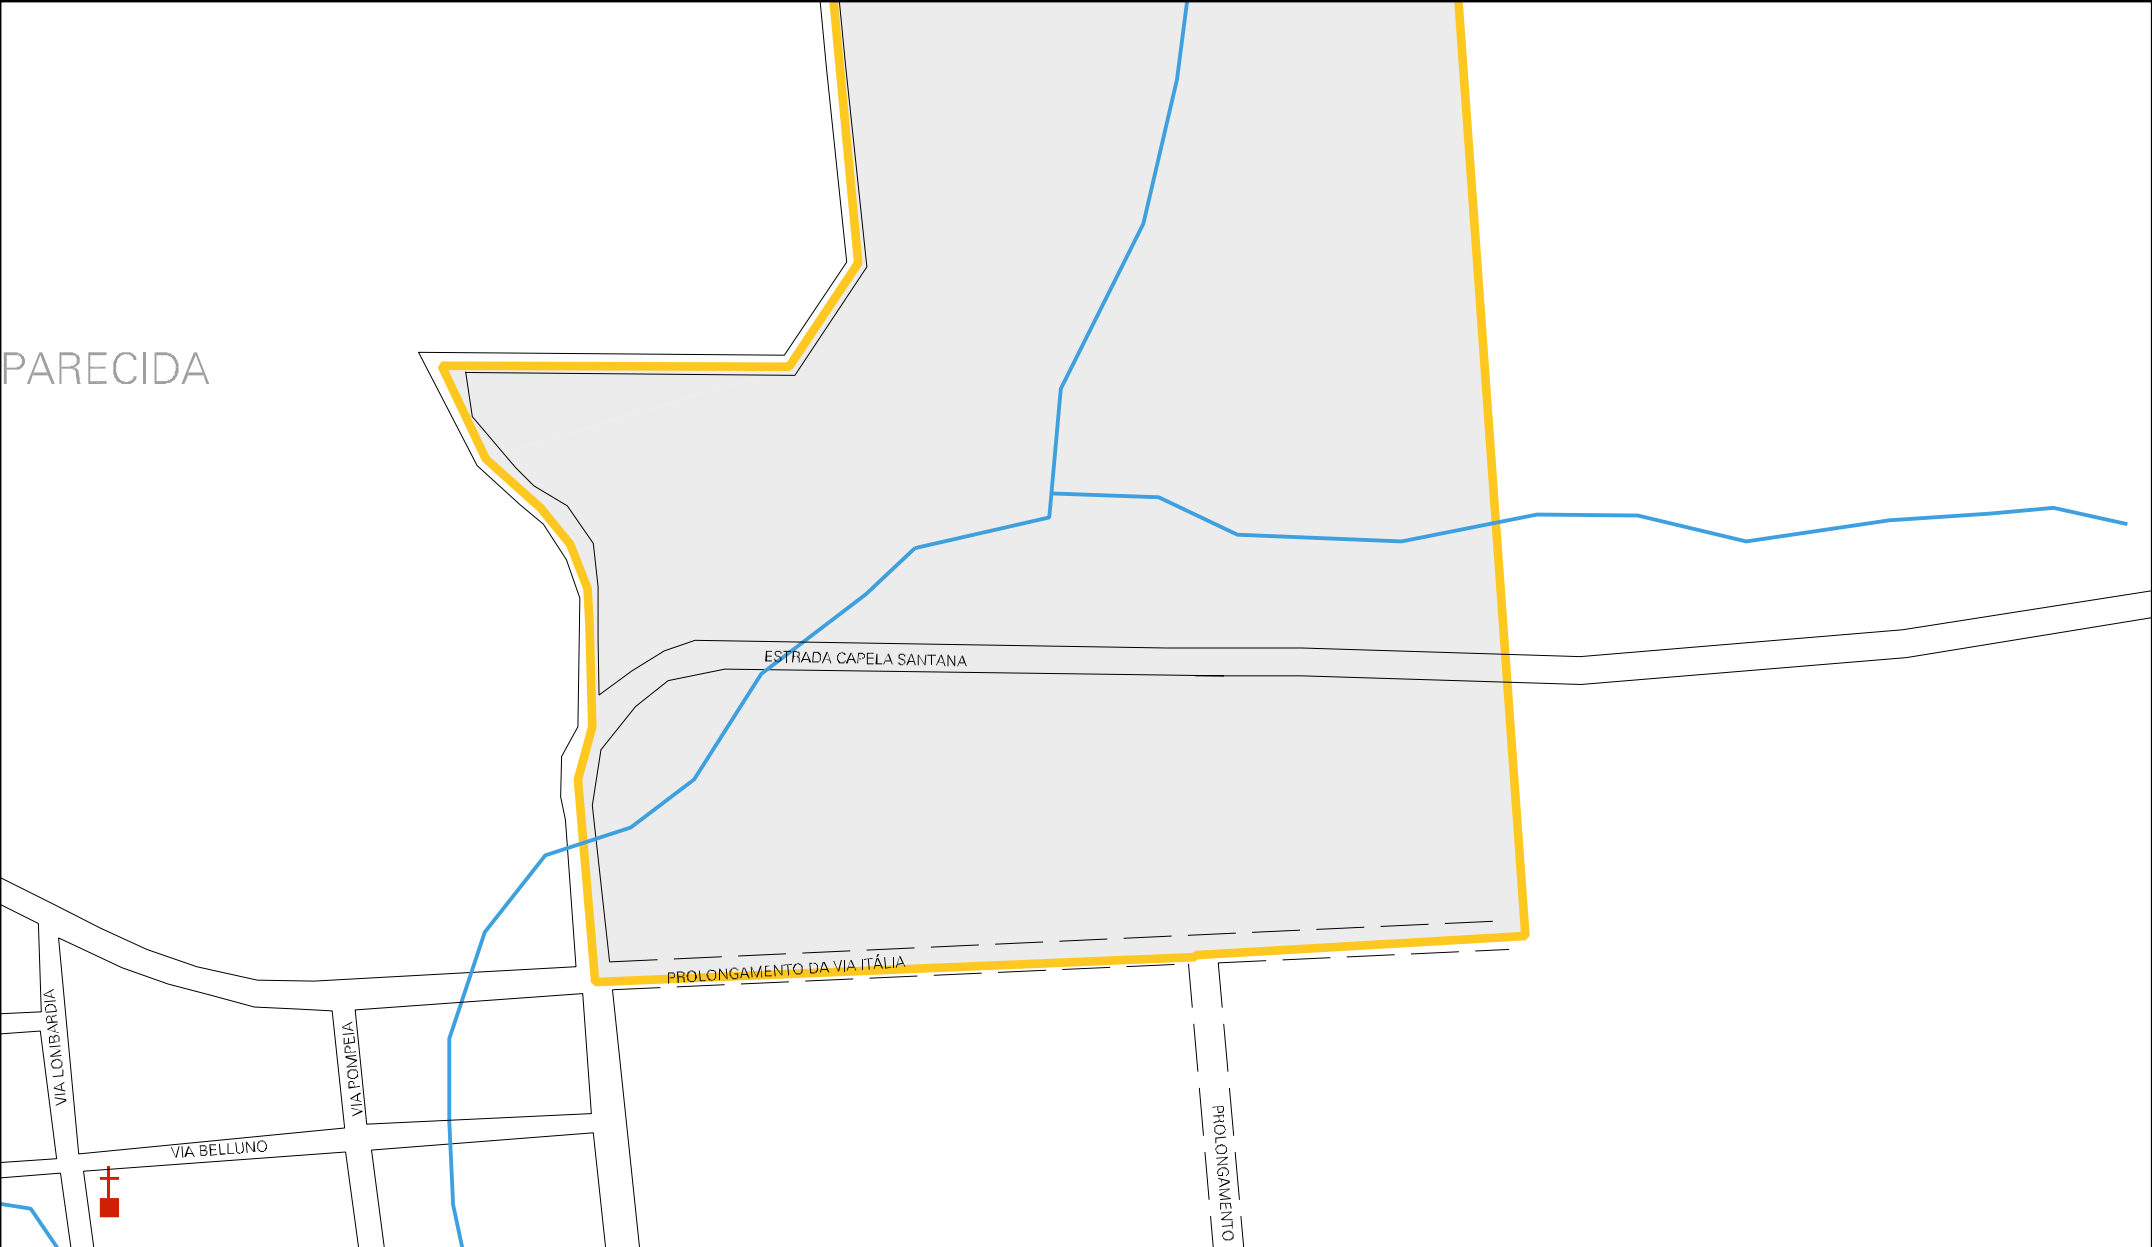 PARECIDA
ESTRADA CAPELA SANTANA
PROLONGAMENTO DA VIA ITÁLIA
VIA LOMBARDIA
VIA POMPEIA
VIA BELLUNO
PROLONGAMENTO